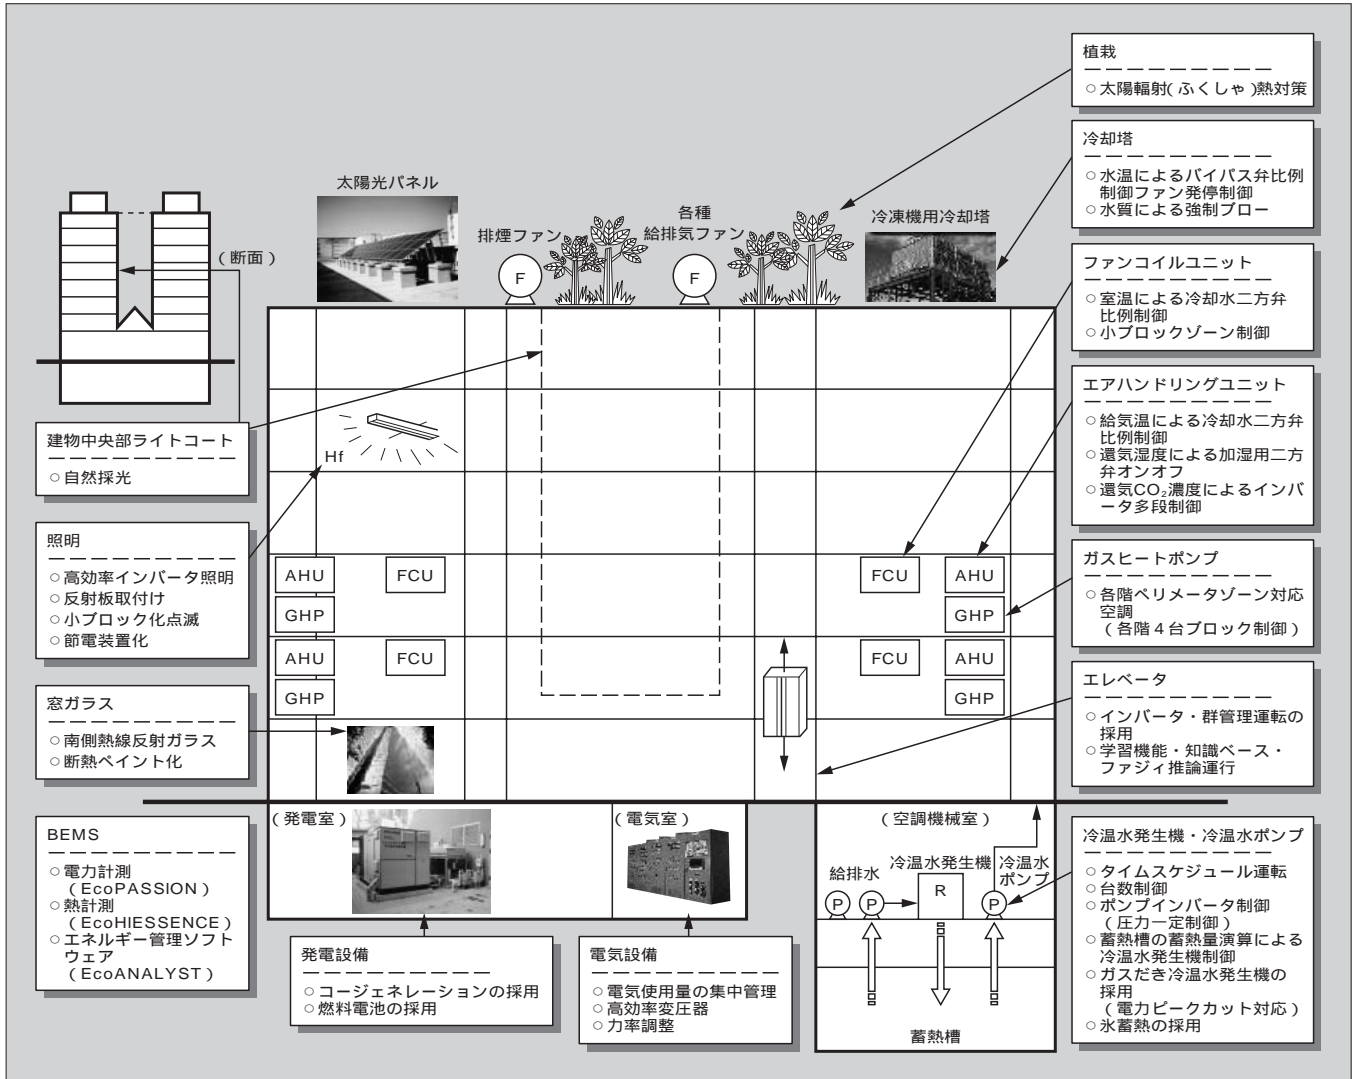 植栽
○太陽輻射(ふくしゃ)熱対策
冷却塔
○水温によるバイパス弁比例
制御ファン発停制御
○水質による強制ブロー
ファンコイルユニット
○室温による冷却水二方弁
比例制御
○小ブロックゾーン制御
エアハンドリングユニット
○給気温による冷却水二方弁
比例制御
○還気湿度による加湿用二方
弁オンオフ
○還気CO₂濃度によるインバ
ータ多段制御
ガスヒートポンプ
○各階ペリメータゾーン対応
空調
(各階4台ブロック制御)
エレベータ
○インバータ・群管理運転の
採用
○学習機能・知識ベース・
ファジィ推論運行
冷温水発生機・冷温水ポンプ
○タイムスケジュール運転
○台数制御
○ポンプインバータ制御
(圧力一定制御)
○蓄熱槽の蓄熱量演算による
冷温水発生機制御
○ガスだき冷温水発生機の
採用
(電力ピークカット対応)
○氷蓄熱の採用
太陽光パネル
排煙ファン
F
各種
給排気ファン
F
冷凍機用冷却塔
(断面)
建物中央部ライトコート
○自然採光
照明
○高効率インバータ照明
○反射板取付け
○小ブロック化点滅
○節電装置化
窓ガラス
○南側熱線反射ガラス
○断熱ペイント化
BEMS
○電力計測
(EcoPASSION)
○熱計測
(EcoHIESSENCE)
○エネルギー管理ソフト
ウェア
(EcoANALYST)
Hf
AHU
FCU
FCU
AHU
GHP
GHP
AHU
FCU
FCU
AHU
GHP
GHP
(発電室)
(電気室)
(空調機械室)
給排水
冷温水発生機
冷温水
ポンプ
P
P
R
P
蓄熱槽
発電設備
○コージェネレーションの採用
○燃料電池の採用
電気設備
○電気使用量の集中管理
○高効率変圧器
○力率調整